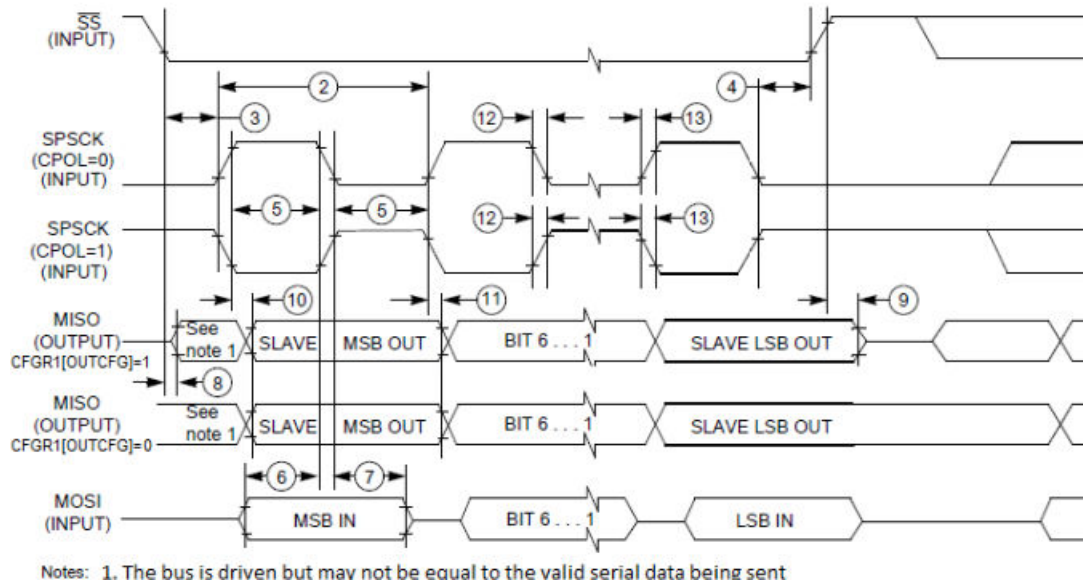 SS
(INPUT)
2
4
3
12
13
SPSCK
(CPOL=0)
(INPUT)
5
5
SPSCK
(CPOL=1)
(INPUT)
12
13
10
11
9
MISO
(OUTPUT)
CFGR1[OUTCFG]=1
See
note 1
SLAVE
MSB OUT
BIT 6 . . . 1
SLAVE LSB OUT
8
MISO
(OUTPUT)
CFGR1[OUTCFG]=0
See
note 1
SLAVE
MSB OUT
BIT 6 . . . 1
SLAVE LSB OUT
6
7
MOSI
(INPUT)
MSB IN
BIT 6 . . . 1
LSB IN
Notes: 1. The bus is driven but may not be equal to the valid serial data being sent